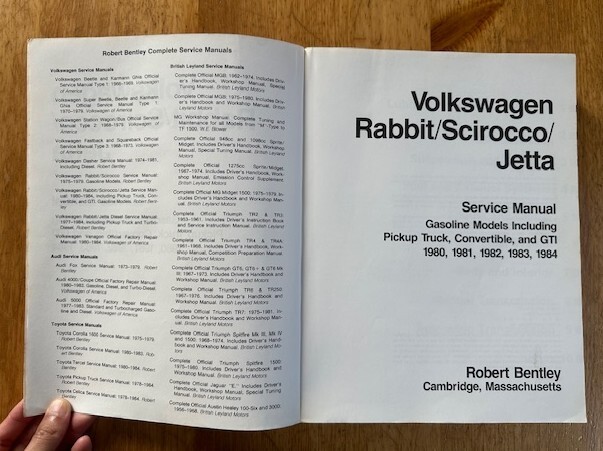 Robert Bentley Complete Service Manuals
Volkswagen Service Manuals
Volkswagen Beetle and Karmann Ghia Official
Service Manual Type 1: 1966–1969. Volkswagen
of America
Volkswagen Super Beetle, Beetle and Karmann
Ghia Official Service Manual Type 1:
1970–1979. Volkswagen of America
Volkswagen Station Wagon/Bus Official Service
Manual Type 2: 1968–1979. Volkswagen of
America
Volkswagen Fastback and Squareback Official
Service Manual Type 3: 1968–1973. Volkswagen
of America
Volkswagen Dasher Service Manual: 1974–1981,
including Diesel. Robert Bentley
Volkswagen Rabbit/Scirocco Service Manual:
1975–1979, Gasoline Models. Robert Bentley
Volkswagen Rabbit/Scirocco/Jetta Service Man-
ual: 1980–1984, including Pickup Truck, Con-
vertible, and GTI. Gasoline Models. Robert Bent-
ley
Volkswagen Rabbit/Jetta Diesel Service Manual:
1977–1984, including Pickup Truck and Turbo-
Diesel. Robert Bentley
Volkswagen Vanagon Official Factory Repair
Manual: 1980–1984. Volkswagen of America
Audi Service Manuals
Audi Fox Service Manual: 1973–1979. Robert
Bentley
Audi 4000/Coupe Official Factory Repair Manual:
1980–1983, Gasoline, Diesel, and Turbo-Diesel.
Volkswagen of America
Audi 5000 Official Factory Repair Manual:
1977–1983, Standard and Turbocharged Gaso-
line and Diesel. Volkswagen of America
Toyota Service Manuals
Toyota Corolla 1600 Service Manual: 1975–1979.
Robert Bentley
Toyota Corolla Service Manual: 1980–1983. Rob-
ert Bentley
Toyota Tercel Service Manual: 1980–1984. Robert
Bentley
Toyota Pickup Truck Service Manual: 1978–1984.
Robert Bentley
Toyota Celica Service Manual: 1978–1984. Robert
Bentley
British Leyland Service Manuals
Complete Official MGB: 1962–1974. Includes Driv-
er's Handbook, Workshop Manual, Special
Tuning Manual. British Leyland Motors
Complete Official MGB: 1975–1980. Includes Driv-
er's Handbook and Workshop Manual. British
Leyland Motors
MG Workshop Manual: Complete Tuning and
Maintenance for all Models from "M" Type to
TF 1500. W.E. Blower
Complete Official 948cc and 1098cc Sprite/
Midget. Includes Driver's Handbook, Workshop
Manual, Special Tuning Manual. British Leyland
Motors
Complete Official 1275cc Sprite/Midget:
1967–1974. Includes Driver's Handbook, Work-
shop Manual, Emission Control Supplement.
British Leyland Motors
Complete Official MG Midget 1500: 1975–1979. In-
cludes Driver's Handbook and Workshop Man-
ual. British Leyland Motors
Complete Official Triumph TR2 & TR3:
1953–1961. Includes Driver's Instruction Book
and Service Instruction Manual. British Leyland
Motors
Complete Official Triumph TR4 & TR4A:
1961–1968. Includes Driver's Handbook, Work-
shop Manual, Competition Preparation Manual.
British Leyland Motors
Complete Official Triumph GT6, GT6+ & GT6 Mk
III: 1967–1973. Includes Driver's Handbook and
Workshop Manual. British Leyland Motors
Complete Official Triumph TR6 & TR250:
1967–1976. Includes Driver's Handbook and
Workshop Manual. British Leyland Motors
Complete Official Triumph TR7: 1975–1981. In-
cludes Driver's Handbook and Workshop Man-
ual. British Leyland Motors
Complete Official Triumph Spitfire Mk III, Mk IV
and 1500: 1968–1974. Includes Driver's Hand-
book and Workshop Manual. British Leyland Mo-
tors
Complete Official Triumph Spitfire 1500:
1975–1980. Includes Driver's Handbook and
Workshop Manual. British Leyland Motors
Complete Official Jaguar "E". Includes Driver's
Handbook, Workshop Manual, Special Tuning
Manual. British Leyland Motors
Complete Official Austin Healey 100-Six and 3000:
1956–1968. British Leyland Motors
Volkswagen
Rabbit/Scirocco/
Jetta
Service Manual
Gasoline Models Including
Pickup Truck, Convertible, and GTI
1980, 1981, 1982, 1983, 1984
Robert Bentley
Cambridge, Massachusetts